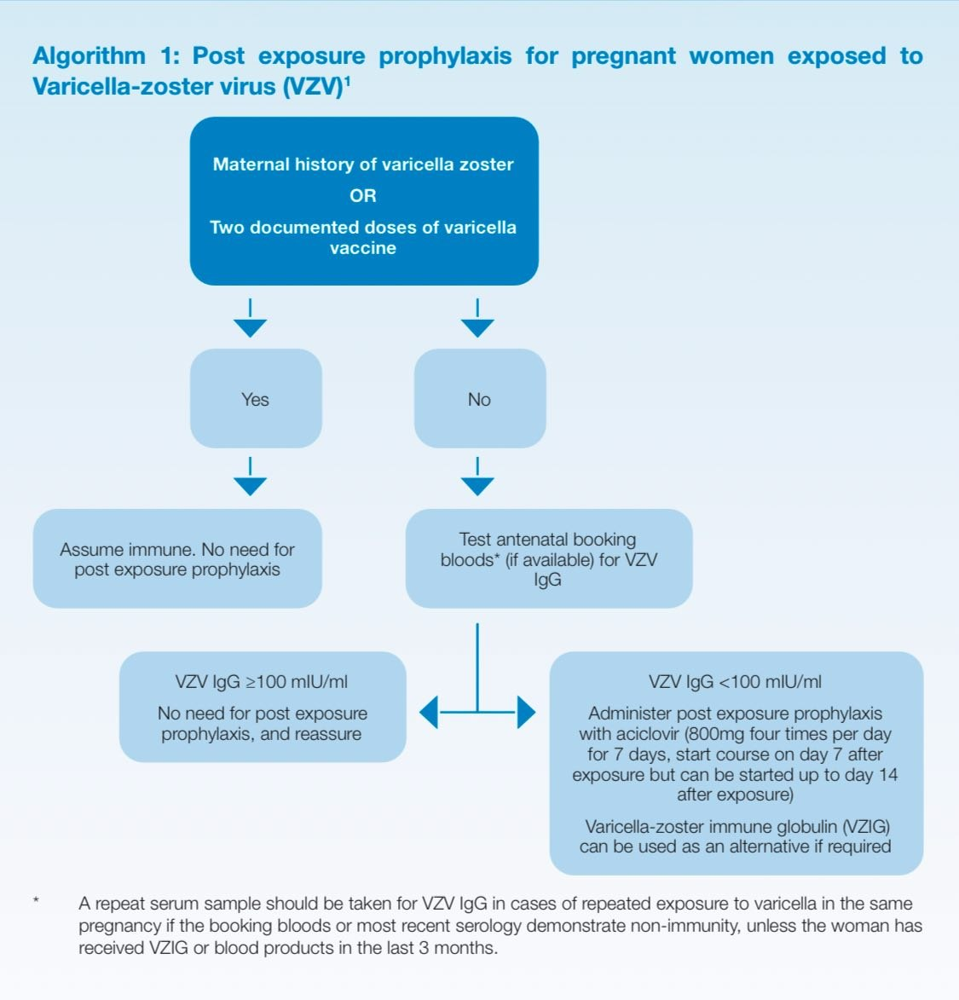 Algorithm 1: Post exposure prophylaxis for pregnant women exposed to
Varicella-zoster virus (VZV)¹
Maternal history of varicella zoster
OR
Two documented doses of varicella
vaccine
Yes
No
Assume immune. No need for
post exposure prophylaxis
Test antenatal booking
bloods* (if available) for VZV
IgG
VZV IgG ≥100 mIU/ml
No need for post exposure
prophylaxis, and reassure
VZV IgG <100 mIU/ml
Administer post exposure prophylaxis
with aciclovir (800mg four times per day
for 7 days, start course on day 7 after
exposure but can be started up to day 14
after exposure)
Varicella-zoster immune globulin (VZIG)
can be used as an alternative if required
* A repeat serum sample should be taken for VZV IgG in cases of repeated exposure to varicella in the same
pregnancy if the booking bloods or most recent serology demonstrate non-immunity, unless the woman has
received VZIG or blood products in the last 3 months.